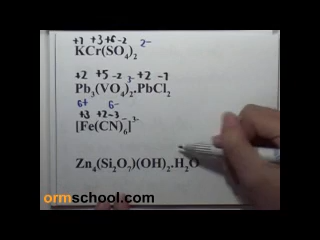 +1 +3 +6 -2 2-
KCr(SO₄)₂
+2 +5 -2 3- +2 -1
Pb₃(VO₄)₂.PbCl₂
6+ 6-
+3 +2 -3
[Fe(CN)₆⁻]³⁻
Zn₄(Si₂O₇)(OH)₂.H₂O
ormschool.com